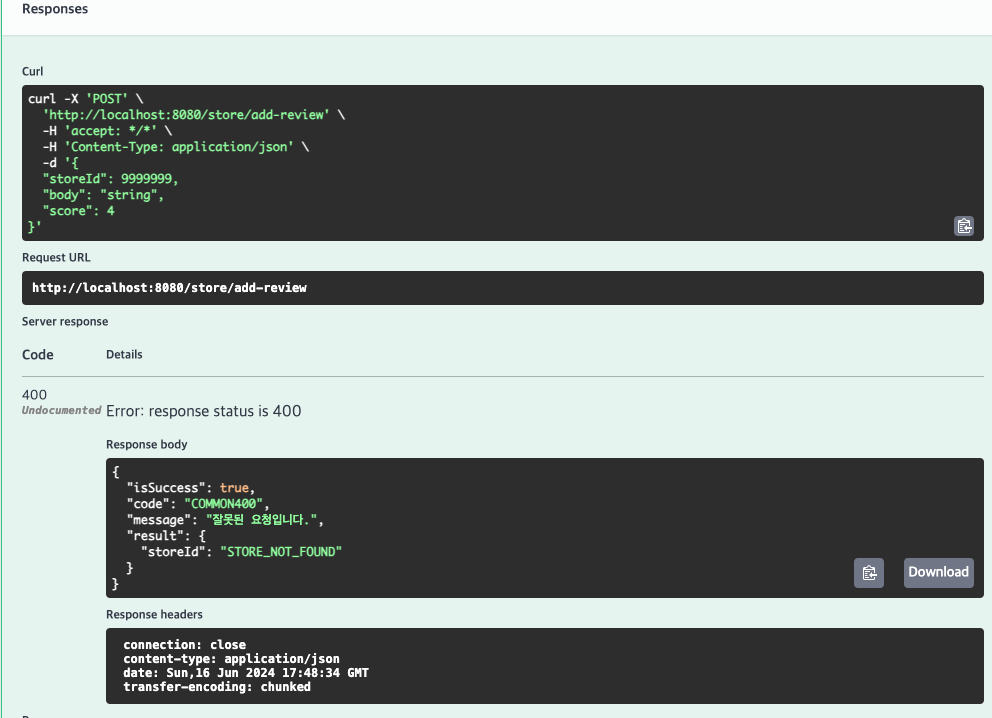 Responses
Curl
curl -X 'POST' \
  'http://localhost:8080/store/add-review' \
  -H 'accept: */*' \
  -H 'Content-Type: application/json' \
  -d '{
  "storeId": 9999999,
  "body": "string",
  "score": 4
}'
Request URL
http://localhost:8080/store/add-review
Server response
Code Details
400
Undocumented Error: response status is 400
Response body
{
  "isSuccess": true,
  "code": "COMMON400",
  "message": "잘못된 요청입니다.",
  "result": {
    "storeId": "STORE_NOT_FOUND"
  }
}
Download
Response headers
connection: close
content-type: application/json
date: Sun,16 Jun 2024 17:48:34 GMT
transfer-encoding: chunked